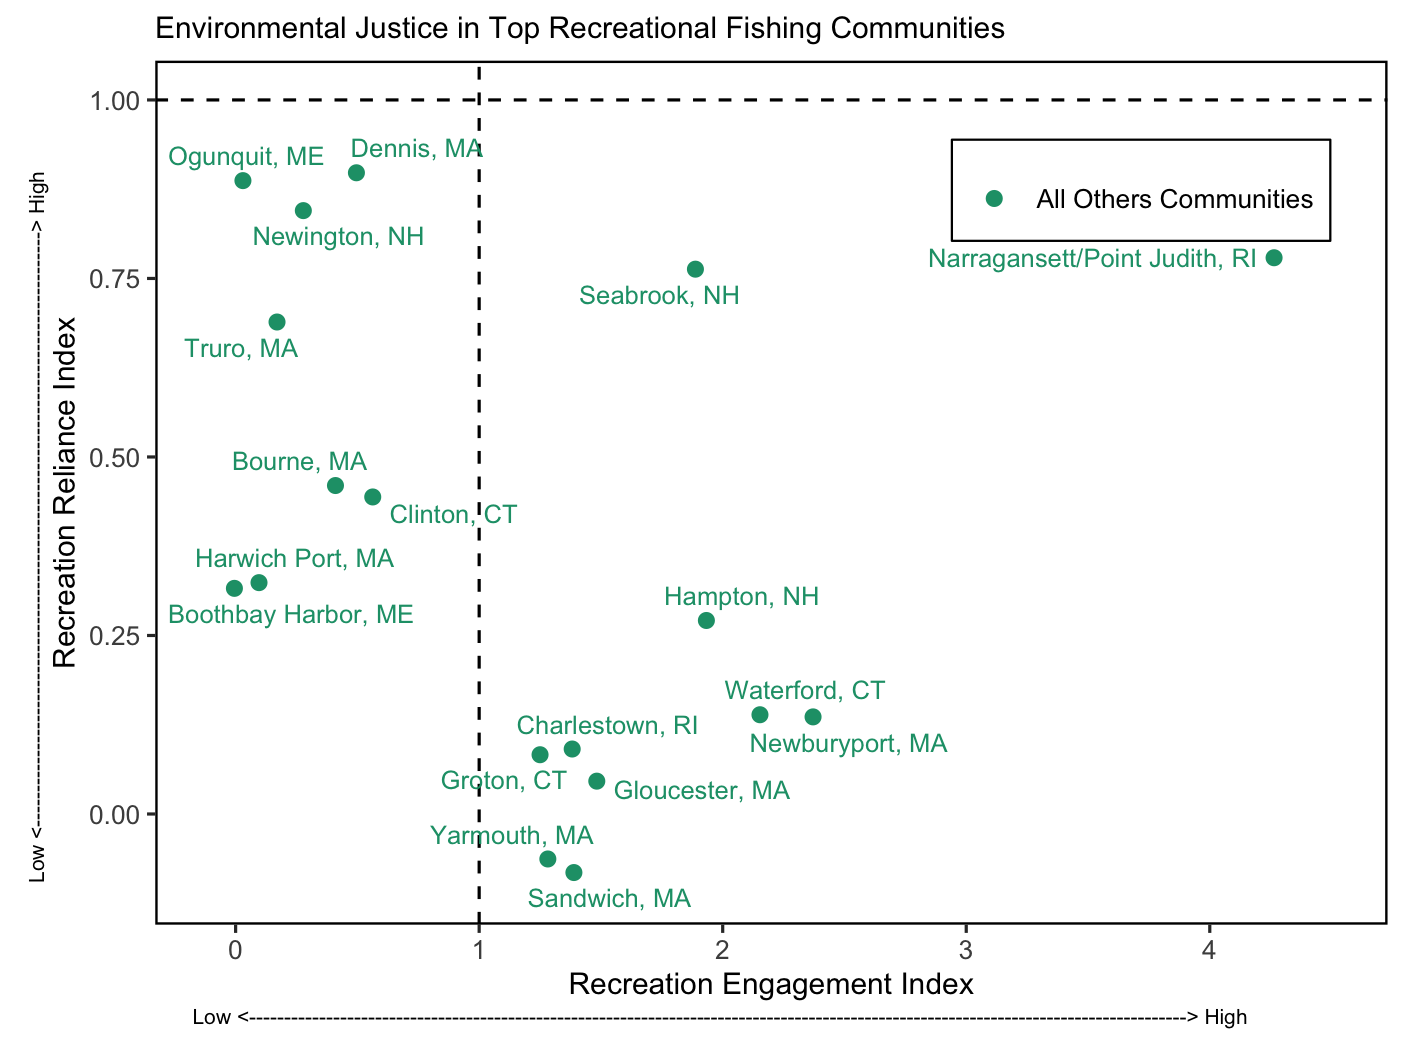 Environmental Justice in Top Recreational Fishing Communities
1.00
Ogunquit, ME
Dennis, MA
Newington, NH
All Others Communities
Narragansett/Point Judith, RI
0.75
Seabrook, NH
Truro, MA
0.50
Bourne, MA
Clinton, CT
Harwich Port, MA
Boothbay Harbor, ME
Hampton, NH
0.25
Waterford, CT
Newburyport, MA
Charlestown, RI
Groton, CT
Gloucester, MA
0.00
Yarmouth, MA
Sandwich, MA
Recreation Reliance Index
Low <----------------------------------------------------------------------------------------> High
0 1 2 3 4
Recreation Engagement Index
Low <--------------------------------------------------------------------------------------------------------------------------------------> High